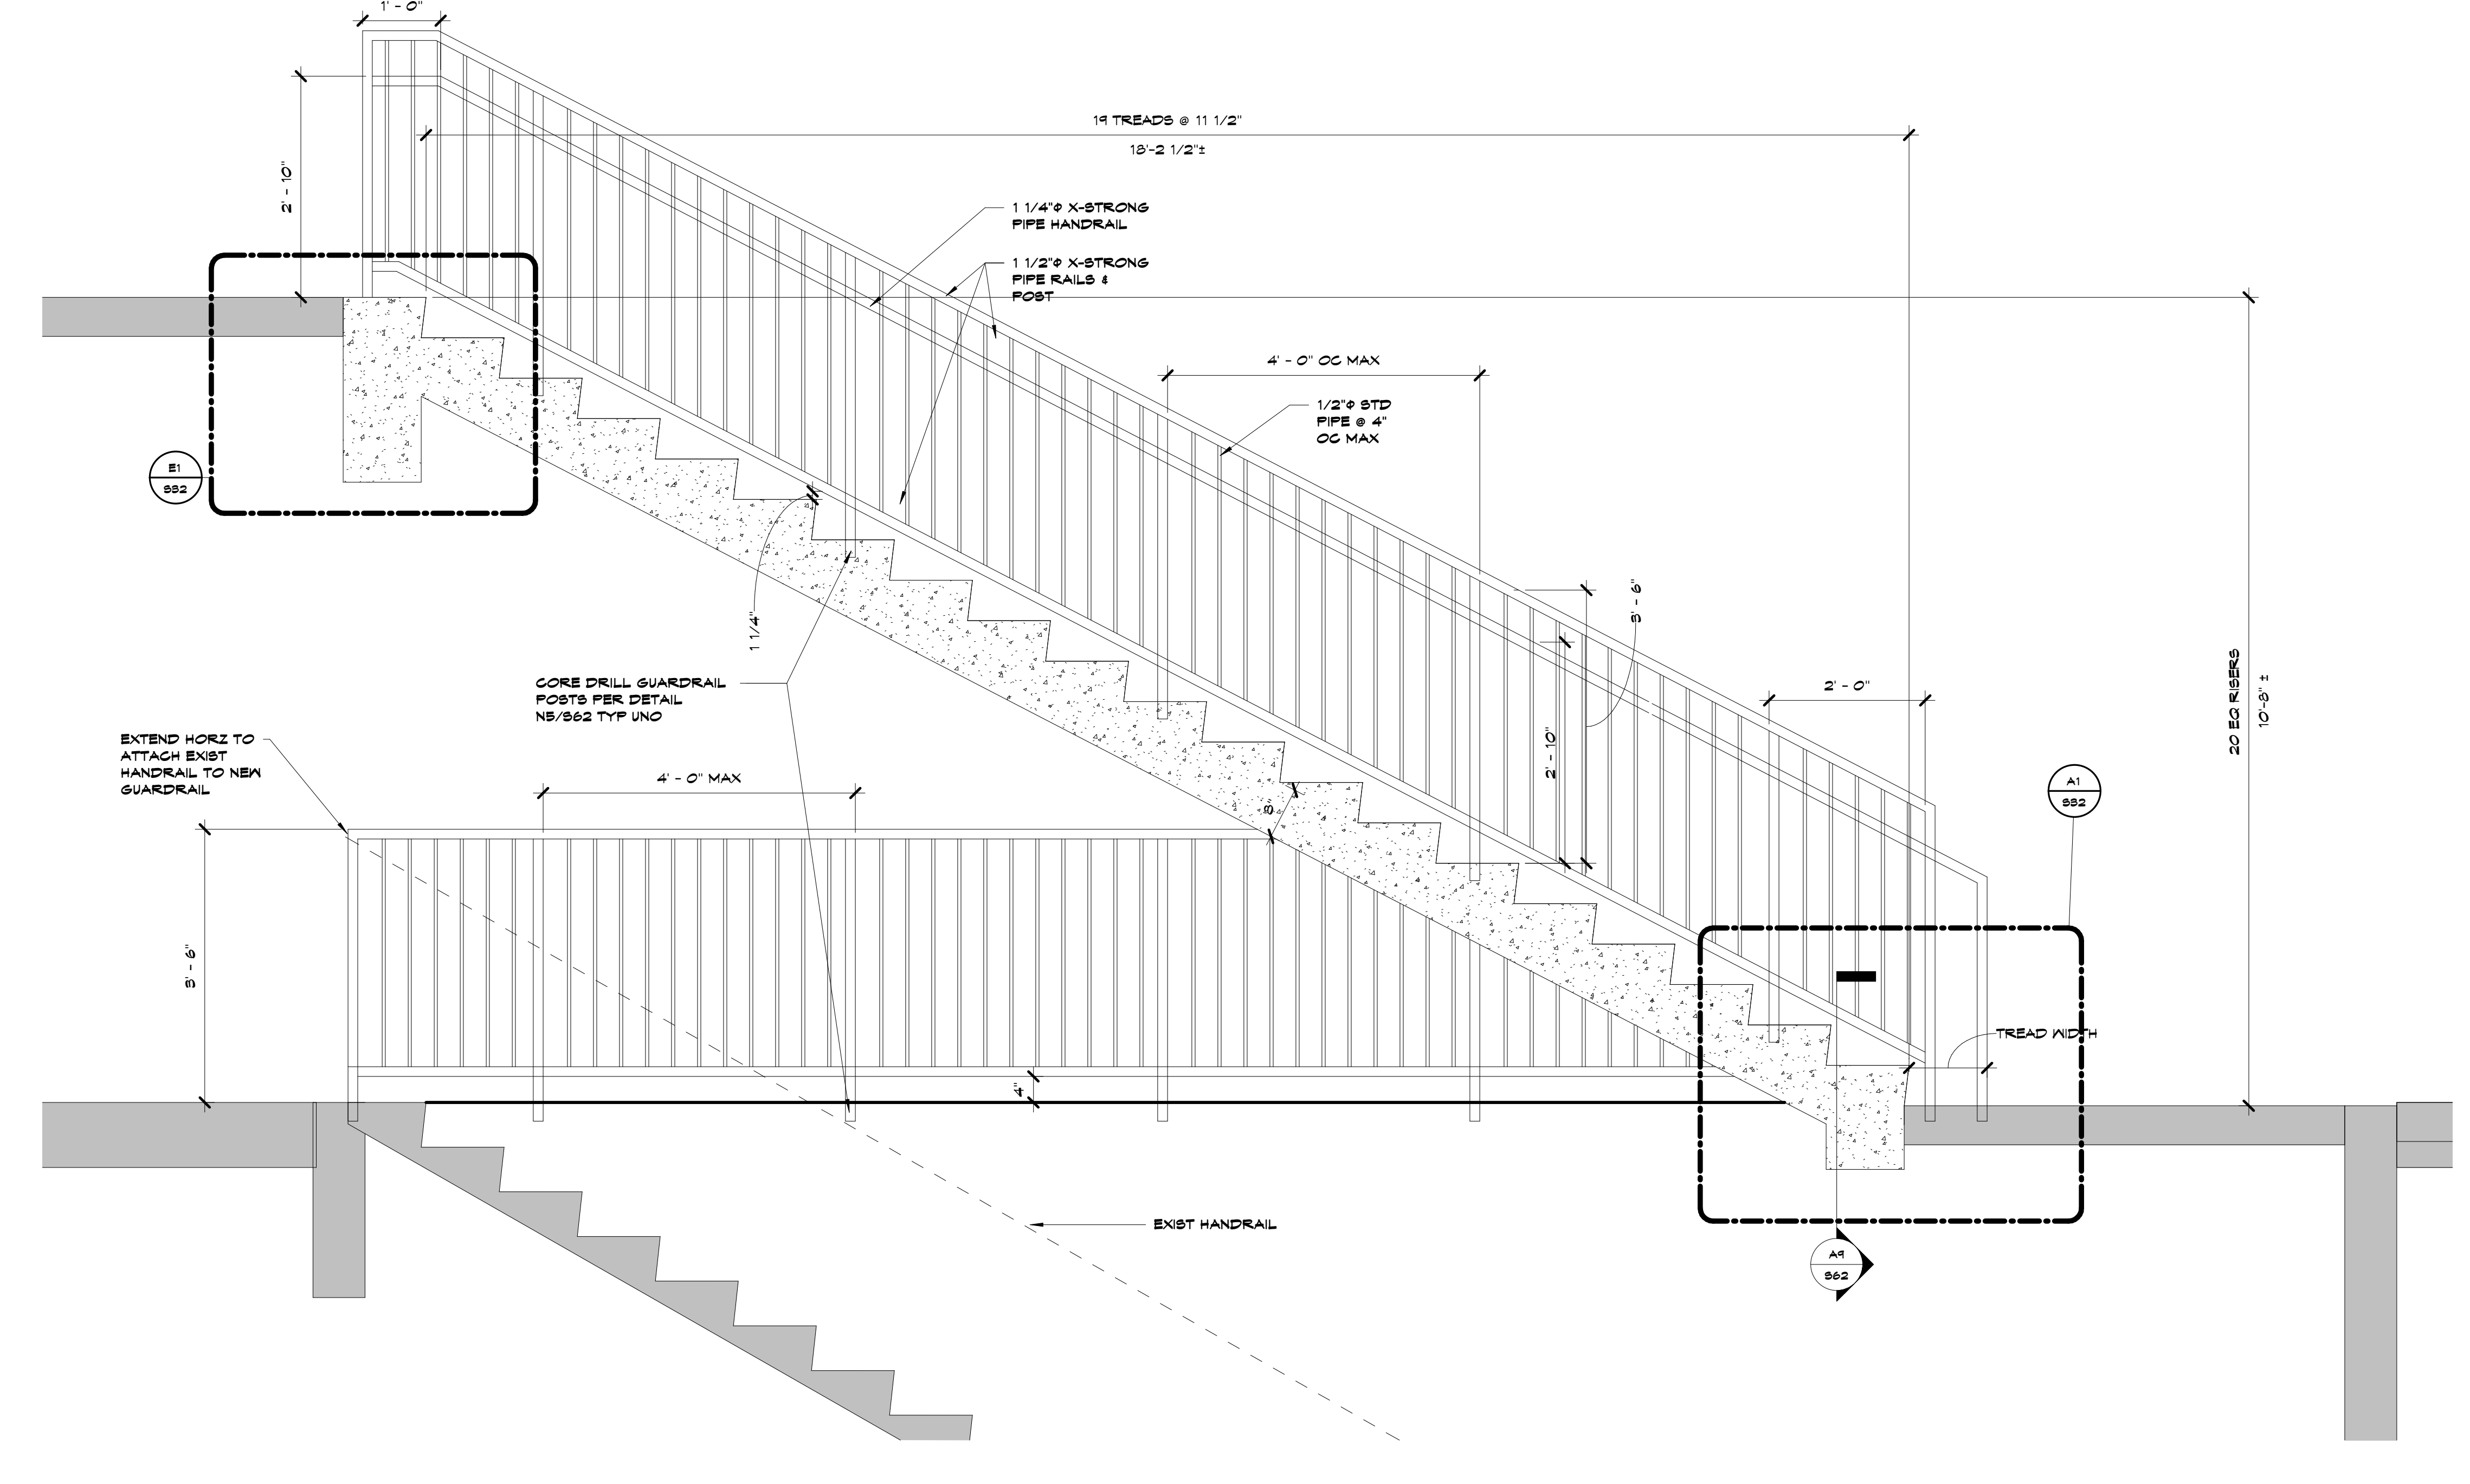 1' - 0"
2' - 10"
19 TREADS @ 11 1/2"
18'-2 1/2"±
1 1/4"Φ X-STRONG
PIPE HANDRAIL
1 1/2"Φ X-STRONG
PIPE RAILS &
POST
4' - 0" OC MAX
1/2"Φ STD
PIPE @ 4"
OC MAX
E1
S52
1 1/4"
3' - 6"
2' - 10"
2' - 0"
20 EQ RISERS
10'-8" ±
CORE DRILL GUARDRAIL
POSTS PER DETAIL
N5/S62 TYP UNO
EXTEND HORZ TO
ATTACH EXIST
HANDRAIL TO NEW
GUARDRAIL
4' - 0" MAX
8"
A1
S52
3' - 6"
4"
TREAD WIDTH
EXIST HANDRAIL
A9
S62